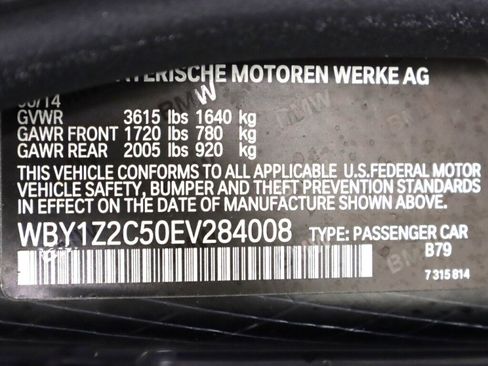 YERISCHE MOTOREN WERKE AG
/14
GVWR 3615 lbs 1640 kg
GAWR FRONT 1720 lbs 780 kg
GAWR REAR 2005 lbs 920 kg
THIS VEHICLE CONFORMS TO ALL APPLICABLE U.S.FEDERAL MOTOR
VEHICLE SAFETY, BUMPER AND THEFT PREVENTION STANDARDS
IN EFFECT ON THE DATE OF MANUFACTURE SHOWN ABOVE.
WBY1Z2C50EV284008 TYPE: PASSENGER CAR
B79
7 315 814